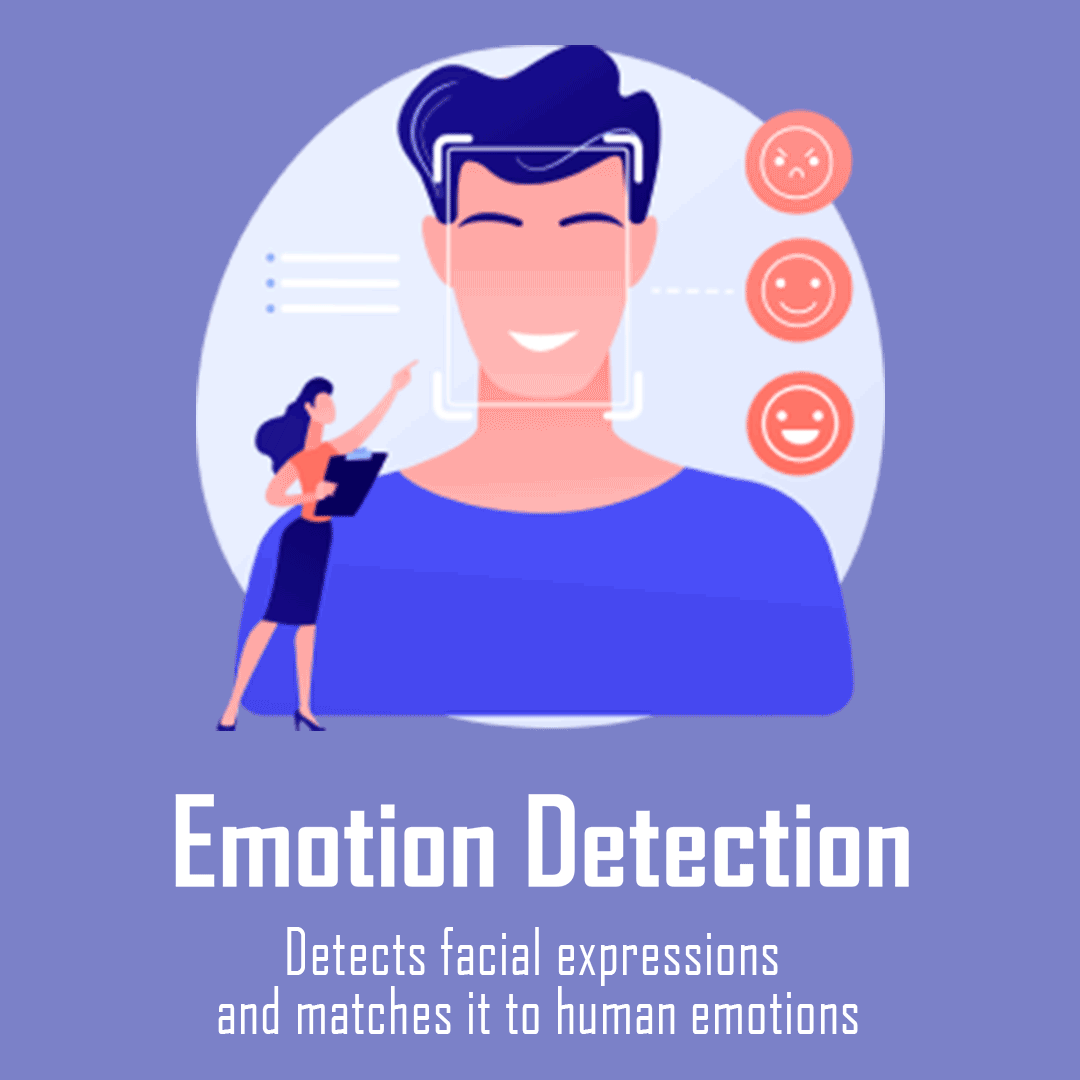 Emotion Detection
Detects facial expressions
and matches it to human emotions